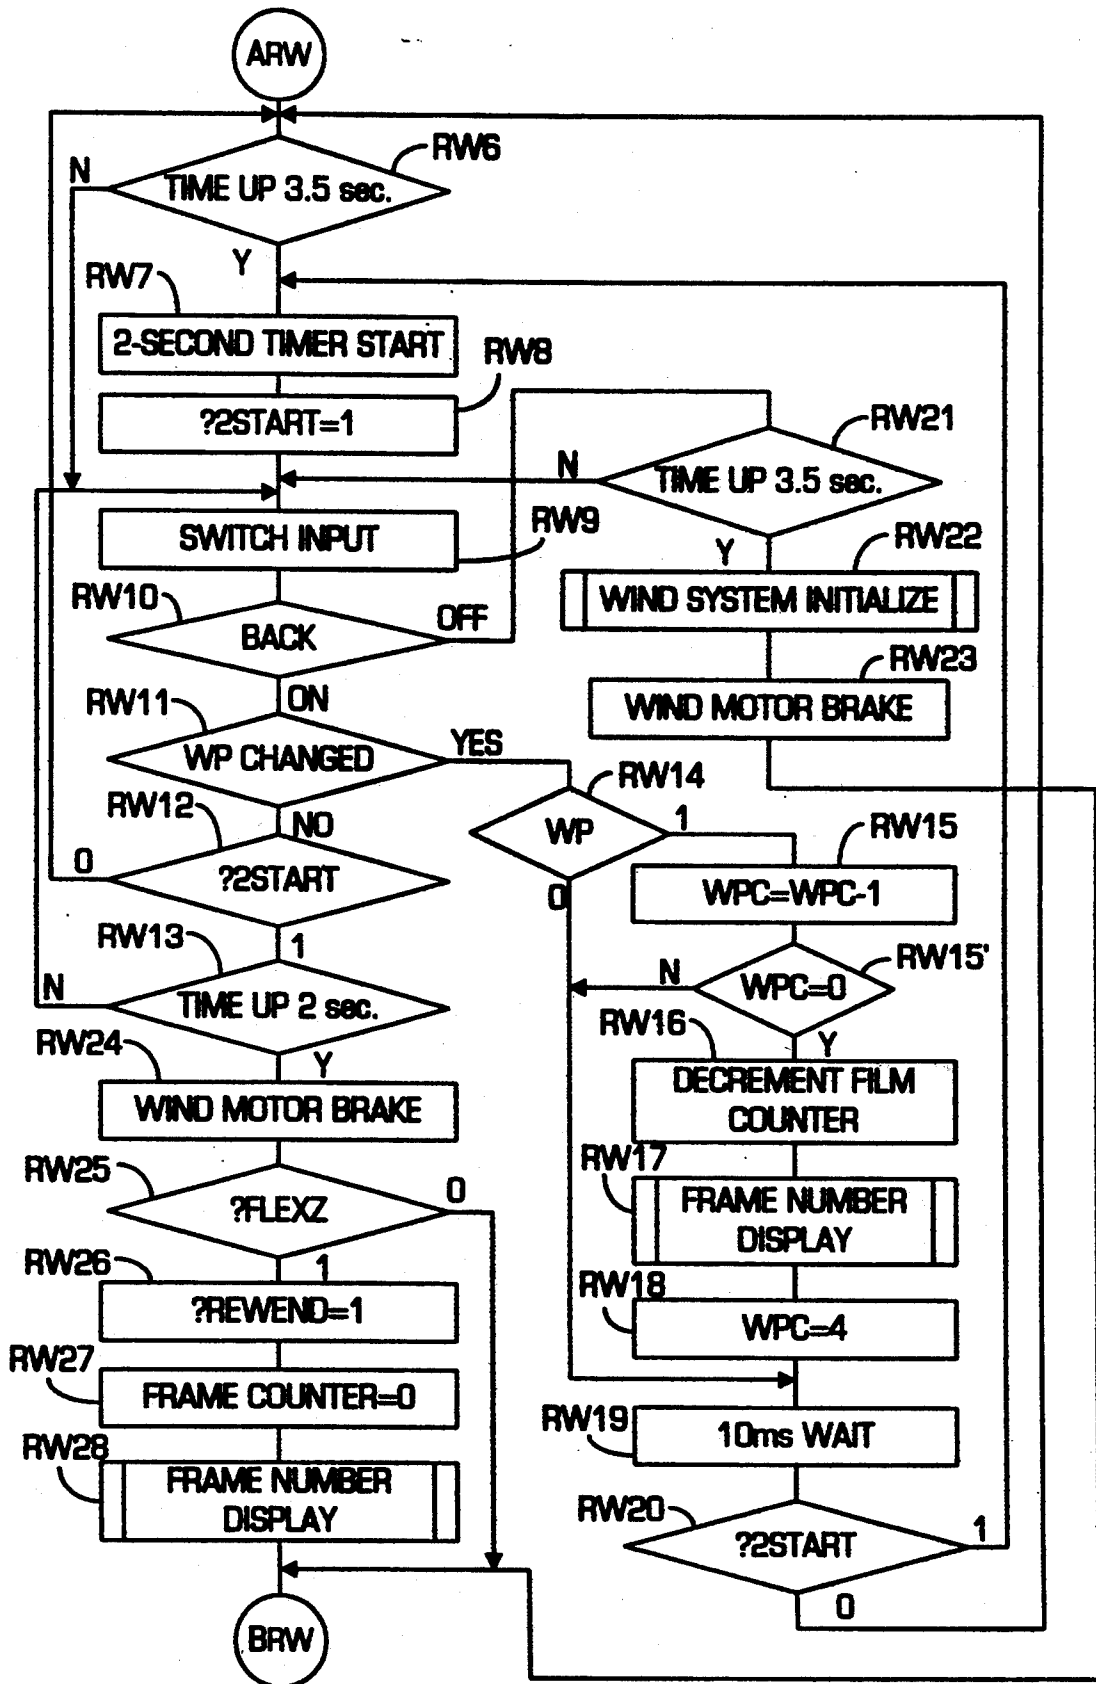 ARW
RW6
N
TIME UP 3.5 sec.
Y
RW7
2-SECOND TIMER START
RW8
?2START=1
RW21
N
TIME UP 3.5 sec.
SWITCH INPUT
RW9
Y
RW22
WIND SYSTEM INITIALIZE
RW10
BACK
OFF
ON
RW23
WIND MOTOR BRAKE
RW11
WP CHANGED
YES
NO
RW14
WP
1
0
RW12
?2START
0
1
RW15
WPC=WPC-1
RW13
TIME UP 2 sec.
N
Y
RW15'
N
WPC=0
Y
RW16
DECREMENT FILM
COUNTER
RW24
WIND MOTOR BRAKE
RW17
FRAME NUMBER
DISPLAY
RW25
?FLEXZ
0
1
RW26
?REWEND=1
RW18
WPC=4
RW27
FRAME COUNTER=0
RW19
10ms WAIT
RW28
FRAME NUMBER
DISPLAY
RW20
?2START
1
0
BRW